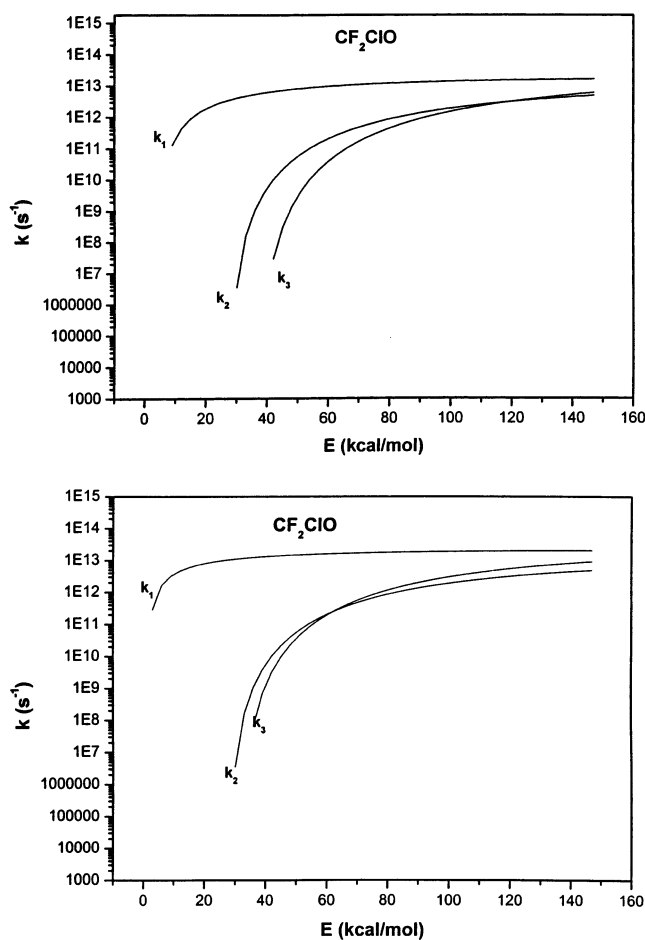 1E15
CF₂ClO
1E14
1E13
1E12
k₁
1E11
1E10
k (s⁻¹)
1E9
1E8
k₃
1E7
k₂
1000000
100000
10000
1000
0 20 40 60 80 100 120 140 160
E (kcal/mol)
1E15
CF₂ClO
1E14
1E13
k₁
1E12
1E11
1E10
k (s⁻¹)
1E9
1E8
k₃
1E7
k₂
1000000
100000
10000
1000
0 20 40 60 80 100 120 140 160
E (kcal/mol)